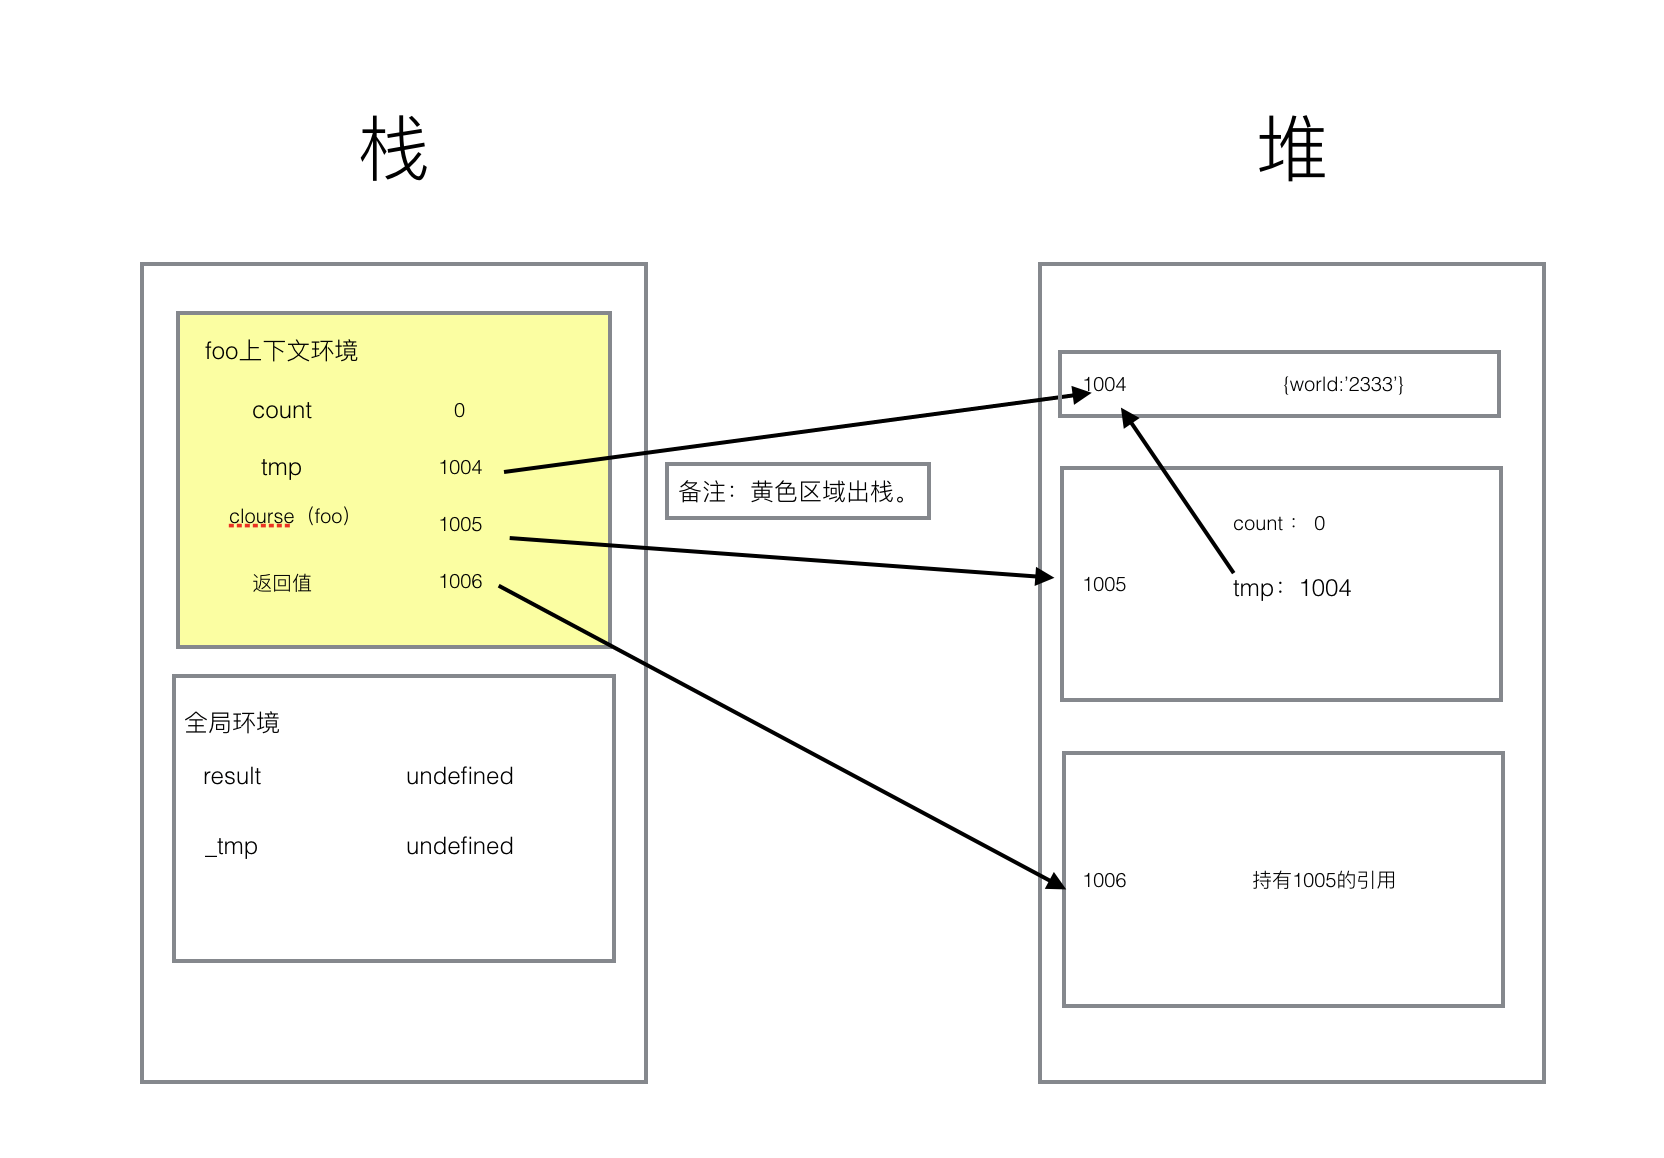 栈
堆
foo上下文环境
count 0
tmp 1004
clourse（foo） 1005
返回值 1006
全局环境
result undefined
_tmp undefined
备注：黄色区域出栈。
1004 {world:’2333’}
count： 0
1005 tmp：1004
1006 持有1005的引用